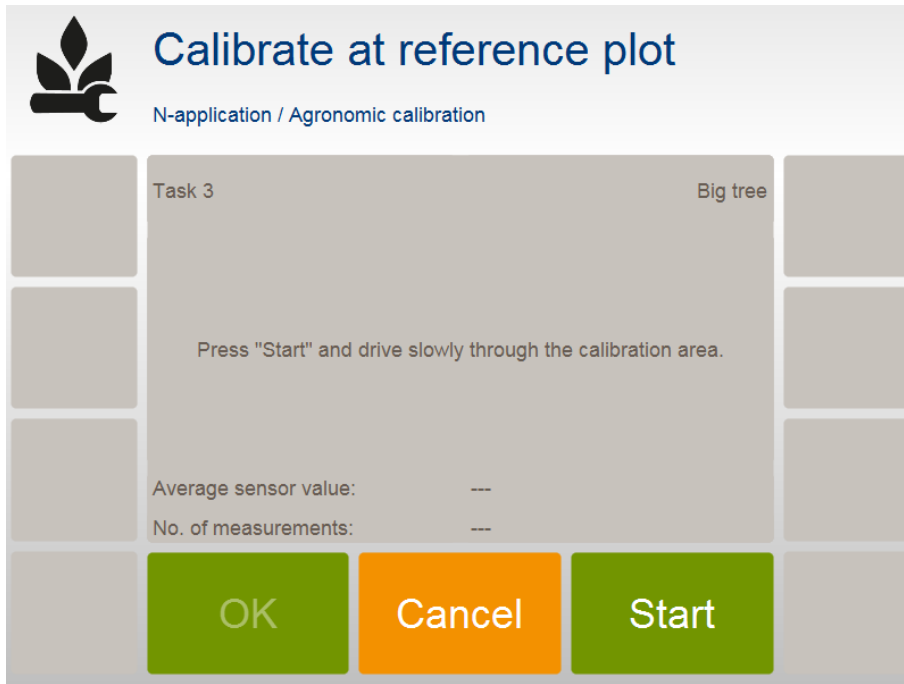 Calibrate at reference plot
N-application / Agronomic calibration
Task 3 Big tree
Press "Start" and drive slowly through the calibration area.
Average sensor value: ---
No. of measurements: ---
OK Cancel Start